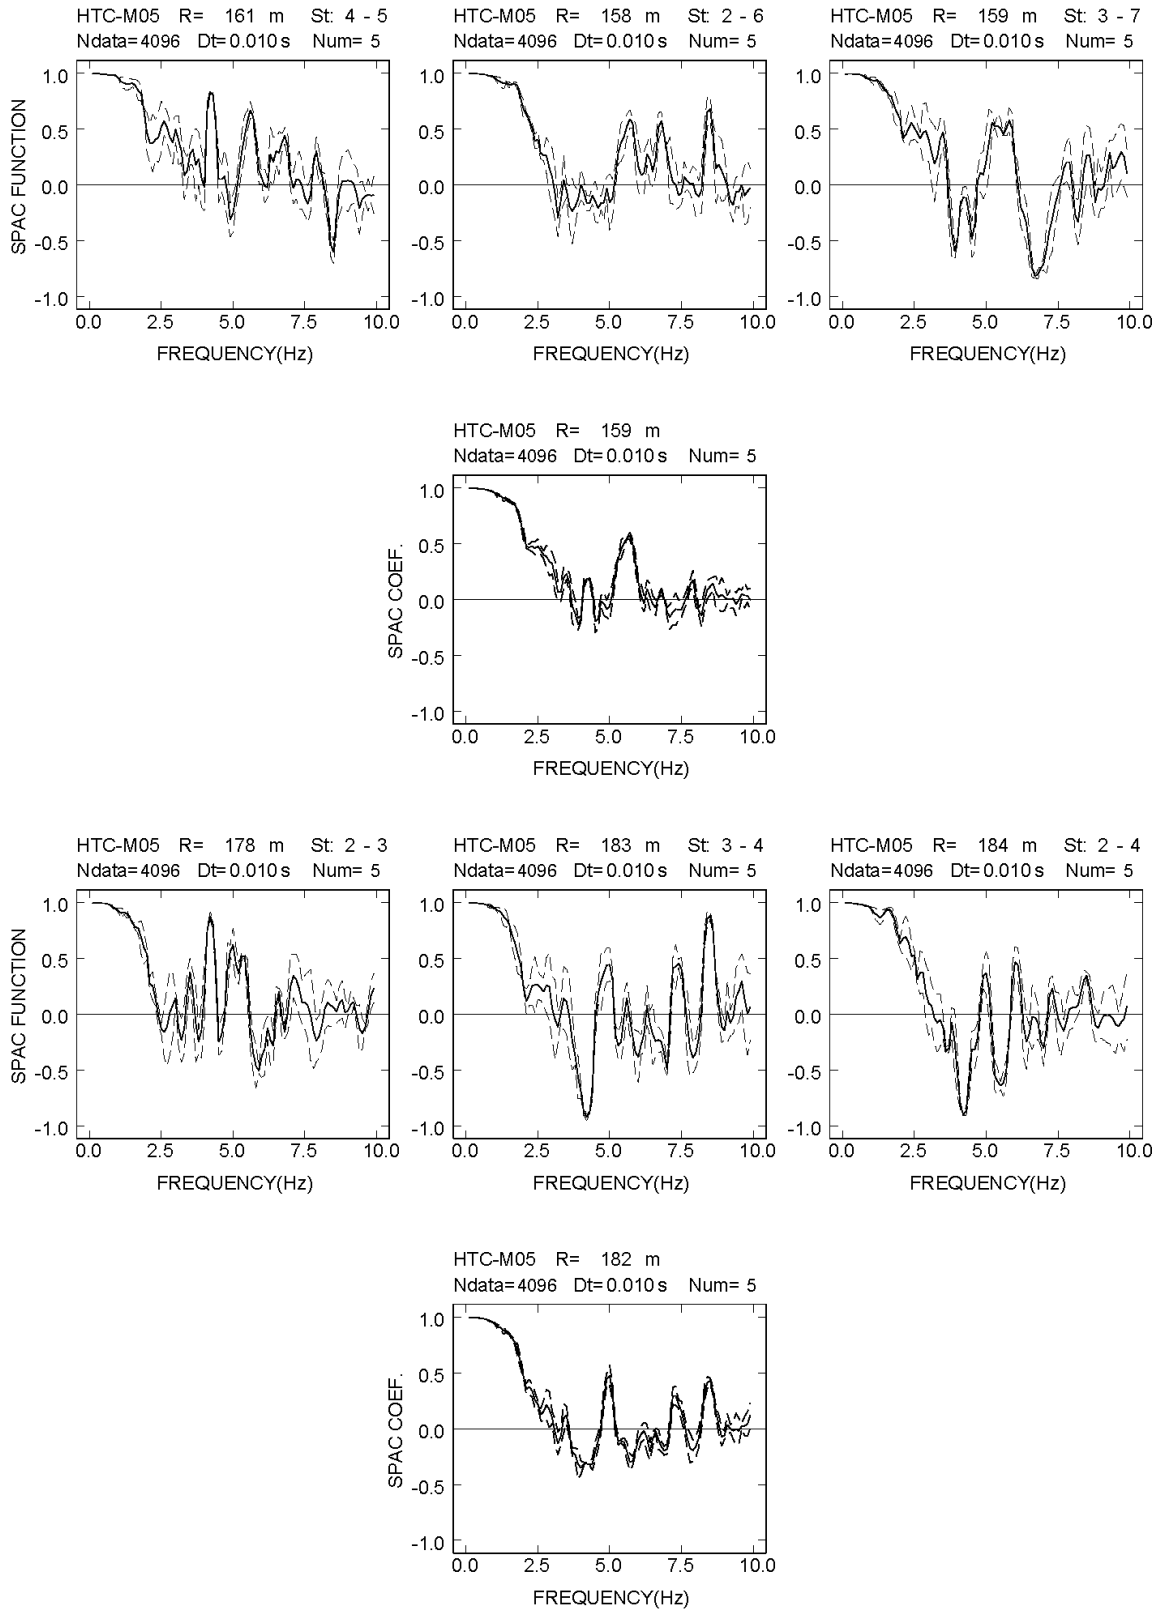 HTC-M05 R= 161 m St: 4 - 5
Ndata=4096 Dt=0.010s Num= 5
HTC-M05 R= 158 m St: 2 - 6
Ndata=4096 Dt=0.010s Num= 5
HTC-M05 R= 159 m St: 3 - 7
Ndata=4096 Dt=0.010s Num= 5
SPAC FUNCTION
1.0
0.5
0.0
-0.5
-1.0
0.0 2.5 5.0 7.5 10.0
FREQUENCY(Hz)
1.0
0.5
0.0
-0.5
-1.0
0.0 2.5 5.0 7.5 10.0
FREQUENCY(Hz)
1.0
0.5
0.0
-0.5
-1.0
0.0 2.5 5.0 7.5 10.0
FREQUENCY(Hz)
HTC-M05 R= 159 m
Ndata=4096 Dt=0.010s Num= 5
SPAC COEF.
1.0
0.5
0.0
-0.5
-1.0
0.0 2.5 5.0 7.5 10.0
FREQUENCY(Hz)
HTC-M05 R= 178 m St: 2 - 3
Ndata=4096 Dt=0.010s Num= 5
HTC-M05 R= 183 m St: 3 - 4
Ndata=4096 Dt=0.010s Num= 5
HTC-M05 R= 184 m St: 2 - 4
Ndata=4096 Dt=0.010s Num= 5
SPAC FUNCTION
1.0
0.5
0.0
-0.5
-1.0
0.0 2.5 5.0 7.5 10.0
FREQUENCY(Hz)
1.0
0.5
0.0
-0.5
-1.0
0.0 2.5 5.0 7.5 10.0
FREQUENCY(Hz)
1.0
0.5
0.0
-0.5
-1.0
0.0 2.5 5.0 7.5 10.0
FREQUENCY(Hz)
HTC-M05 R= 182 m
Ndata=4096 Dt=0.010s Num= 5
SPAC COEF.
1.0
0.5
0.0
-0.5
-1.0
0.0 2.5 5.0 7.5 10.0
FREQUENCY(Hz)